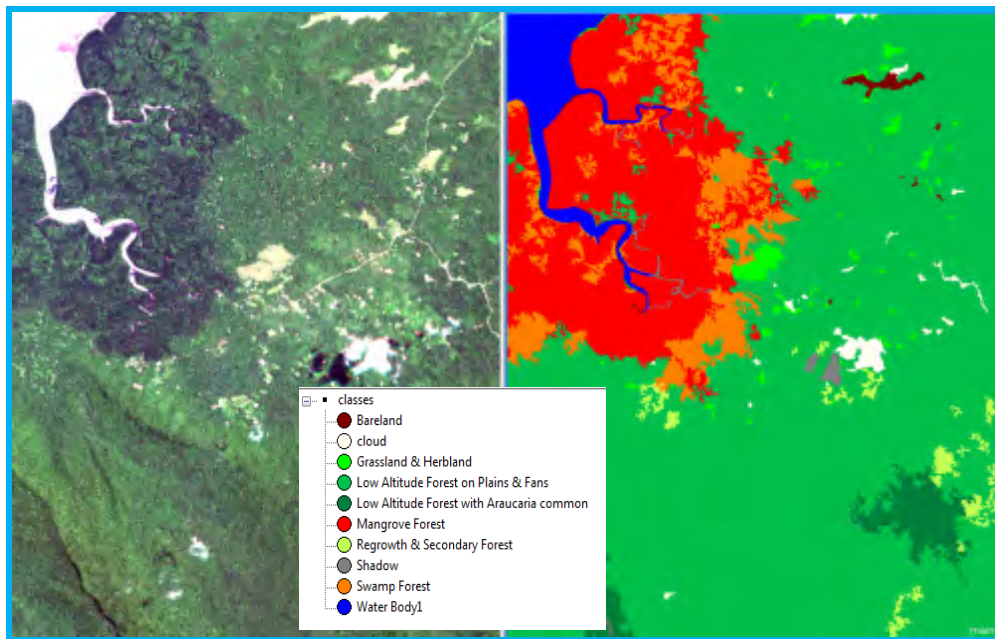 classes
Bareland
cloud
Grassland & Herbland
Low Altitude Forest on Plains & Fans
Low Altitude Forest with Araucaria common
Mangrove Forest
Regrowth & Secondary Forest
Shadow
Swamp Forest
Water Body1